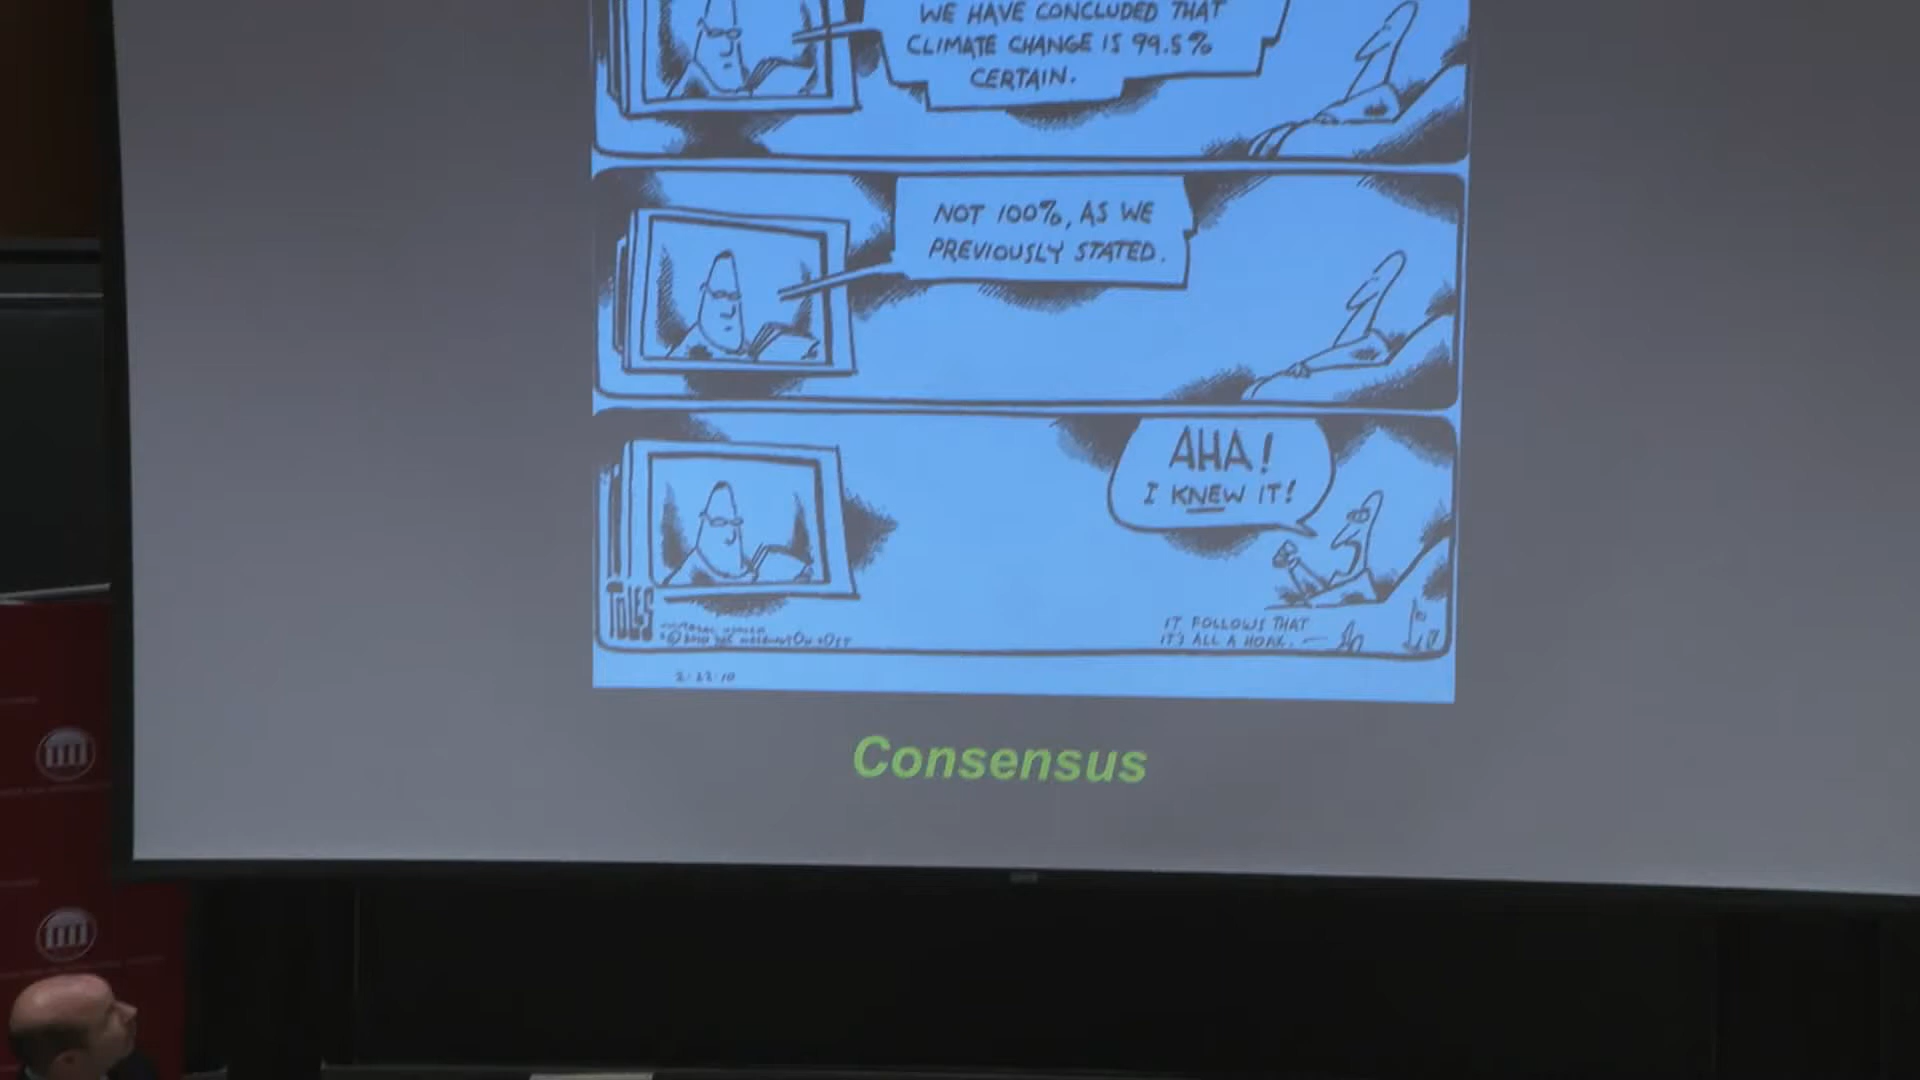 WE HAVE CONCLUDED THAT
CLIMATE CHANGE IS 99.5%
CERTAIN.
NOT 100%, AS WE
PREVIOUSLY STATED.
AHA!
I KNEW IT!
TOLES
IT FOLLOWS THAT
IT'S ALL A HOAX.
Consensus